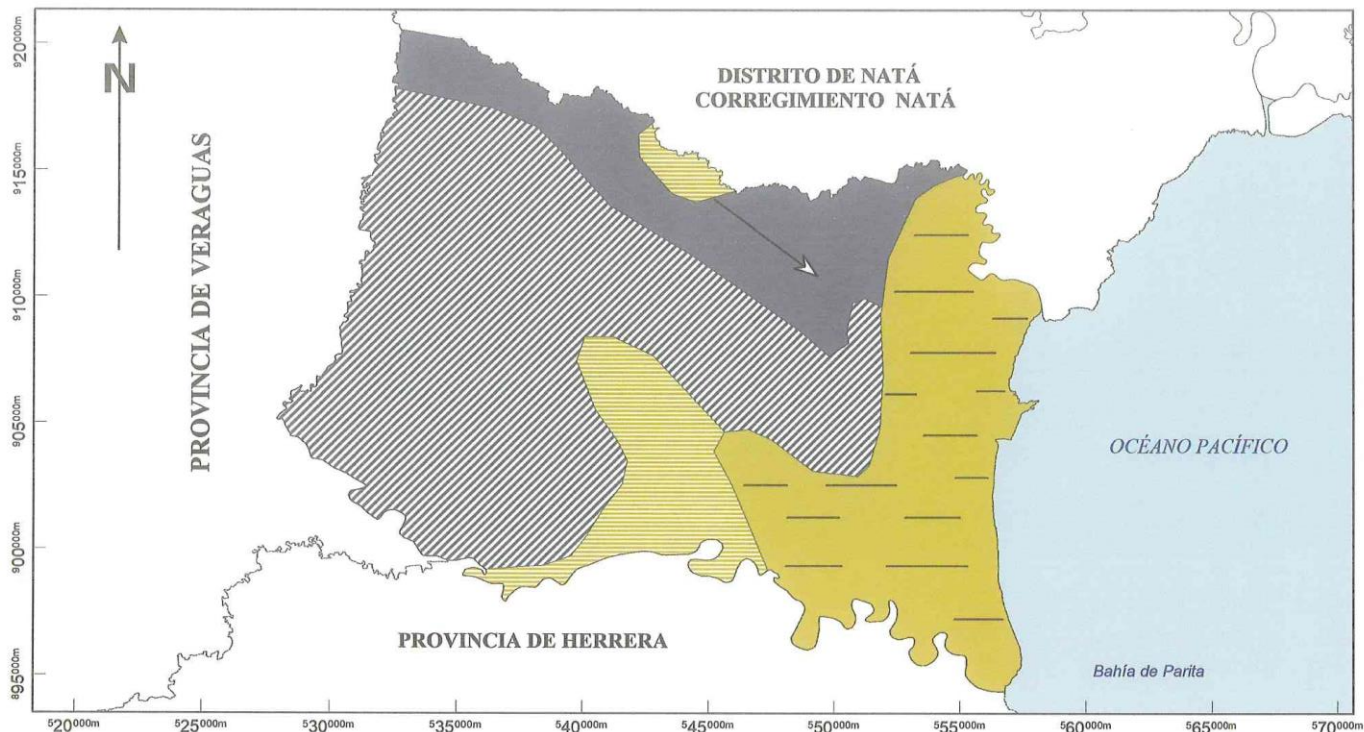 N
DISTRITO DE NATÁ
CORREGIMIENTO NATÁ
PROVINCIA DE VERAGUAS
OCÉANO PACÍFICO
PROVINCIA DE HERRERA
Bahía de Parita
920000m
915000m
910000m
905000m
900000m
895000m
520000m
525000m
530000m
535000m
540000m
545000m
550000m
555000m
560000m
565000m
570000m